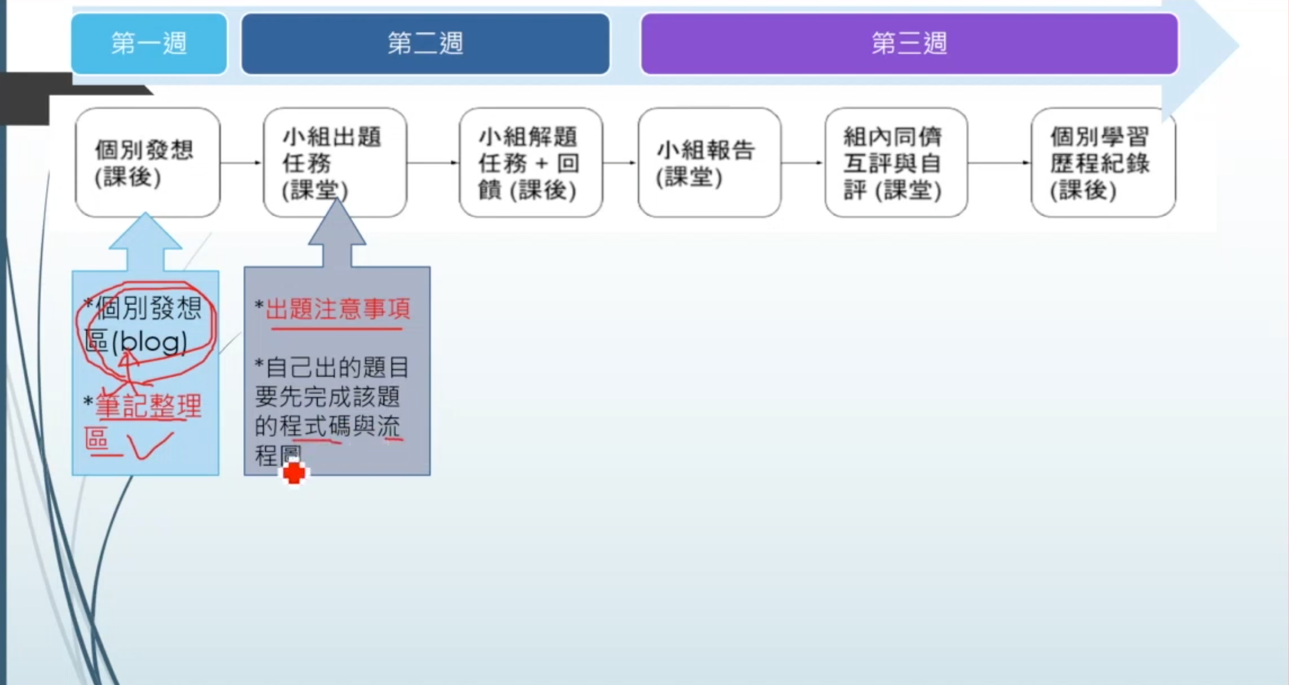 第一週
第二週
第三週
個別發想
(課後)
小組出題
任務
(課堂)
小組解題
任務 + 回
饋 (課後)
小組報告
(課堂)
組內同儕
互評與自
評 (課堂)
個別學習
歷程紀錄
(課後)
*個別發想
區(blog)
*筆記整理
區
*出題注意事項
*自己出的題目
要先完成該題
的程式碼與流
程圖